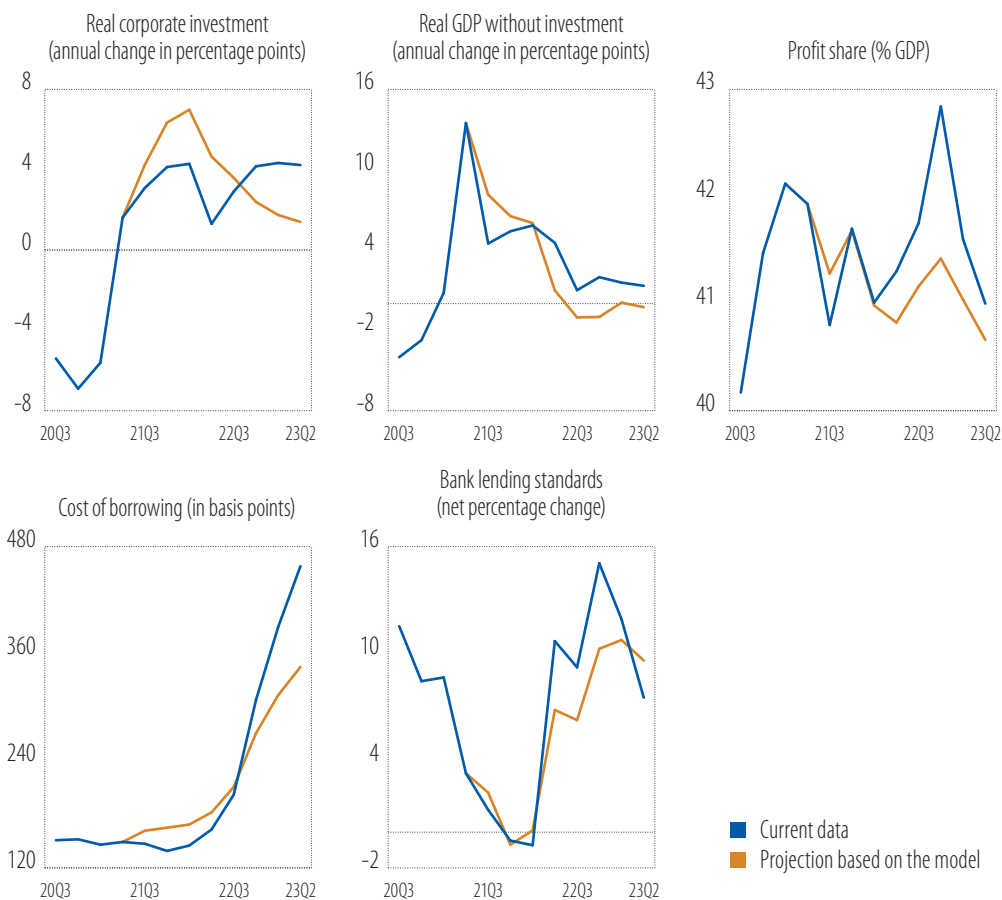 Real corporate investment
(annual change in percentage points)
8
4
0
–4
–8
20Q3
21Q3
22Q3
23Q2
Real GDP without investment
(annual change in percentage points)
16
10
4
–2
–8
20Q3
21Q3
22Q3
23Q2
Profit share (% GDP)
43
42
41
40
20Q3
21Q3
22Q3
23Q2
Cost of borrowing (in basis points)
480
360
240
120
20Q3
21Q3
22Q3
23Q2
Bank lending standards
(net percentage change)
16
10
4
–2
20Q3
21Q3
22Q3
23Q2
Current data
Projection based on the model